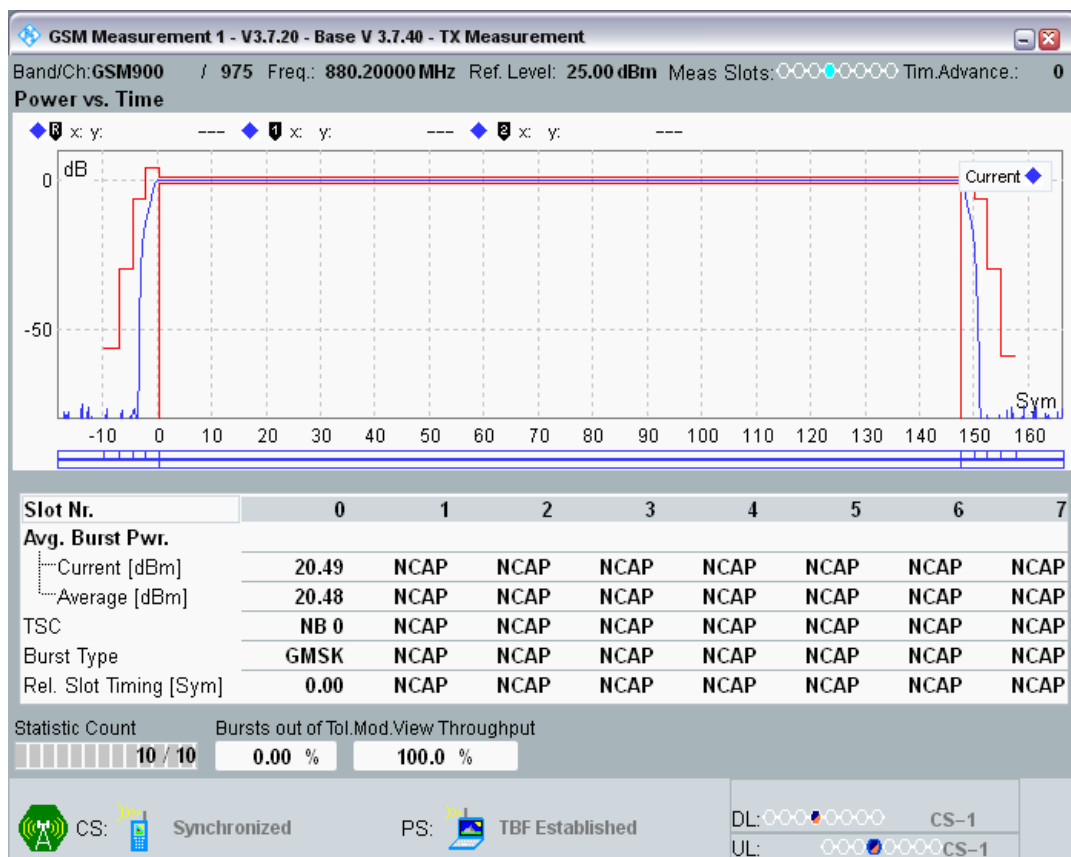 GSM Measurement 1 - V3.7.20 - Base V 3.7.40 - TX Measurement
Band/Ch:GSM900 / 975 Freq.: 880.20000 MHz Ref. Level: 25.00 dBm Meas Slots: Tim.Advance.: 0
Power vs. Time
R x: y: --- 1 x: y: --- 2 x: y: ---
dB
Current
0
-50
Sym
-10 0 10 20 30 40 50 60 70 80 90 100 110 120 130 140 150 160
Slot Nr. 0 1 2 3 4 5 6 7
Avg. Burst Pwr.
Current [dBm] 20.49 NCAP NCAP NCAP NCAP NCAP NCAP NCAP
Average [dBm] 20.48 NCAP NCAP NCAP NCAP NCAP NCAP NCAP
TSC NB 0 NCAP NCAP NCAP NCAP NCAP NCAP NCAP
Burst Type GMSK NCAP NCAP NCAP NCAP NCAP NCAP NCAP
Rel. Slot Timing [Sym] 0.00 NCAP NCAP NCAP NCAP NCAP NCAP NCAP
Statistic Count Bursts out of Tol.Mod.View Throughput
10 / 10 0.00 % 100.0 %
CS: Synchronized PS: TBF Established DL: CS-1
UL: CS-1